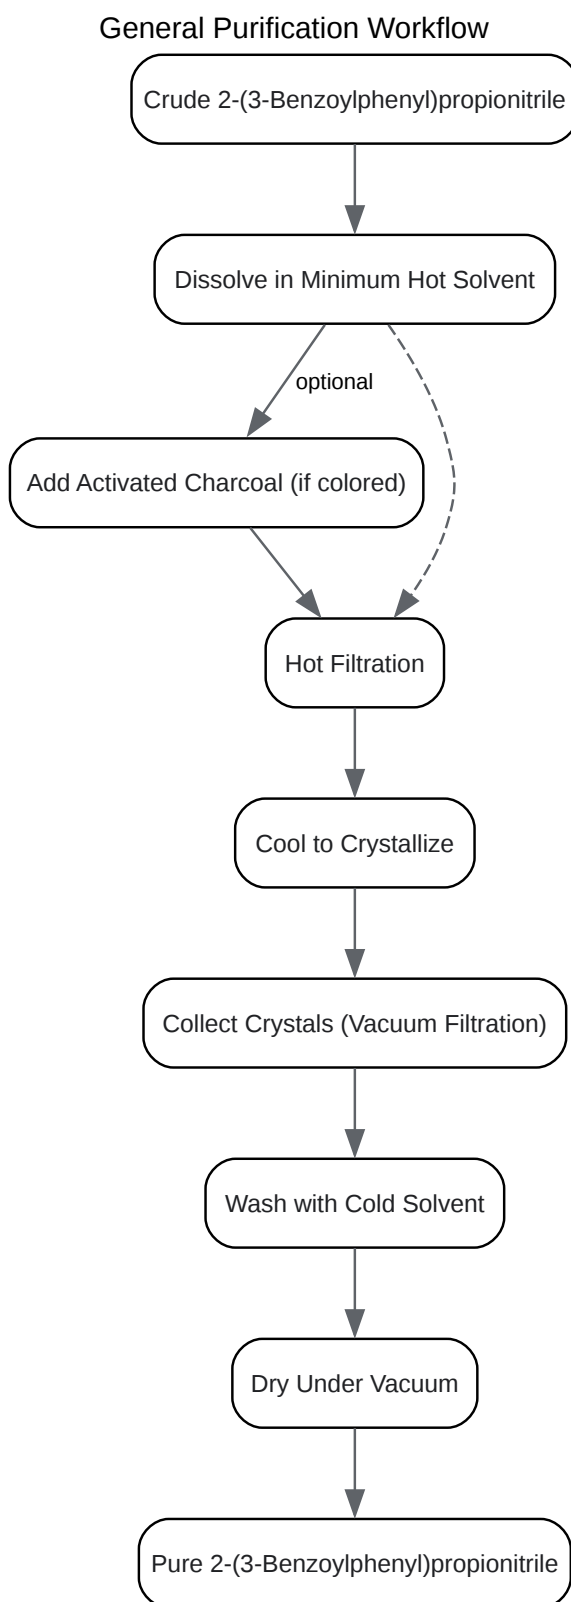 General Purification Workflow
Crude 2-(3-Benzoylphenyl)propionitrile
Dissolve in Minimum Hot Solvent
optional
Add Activated Charcoal (if colored)
Hot Filtration
Cool to Crystallize
Collect Crystals (Vacuum Filtration)
Wash with Cold Solvent
Dry Under Vacuum
Pure 2-(3-Benzoylphenyl)propionitrile